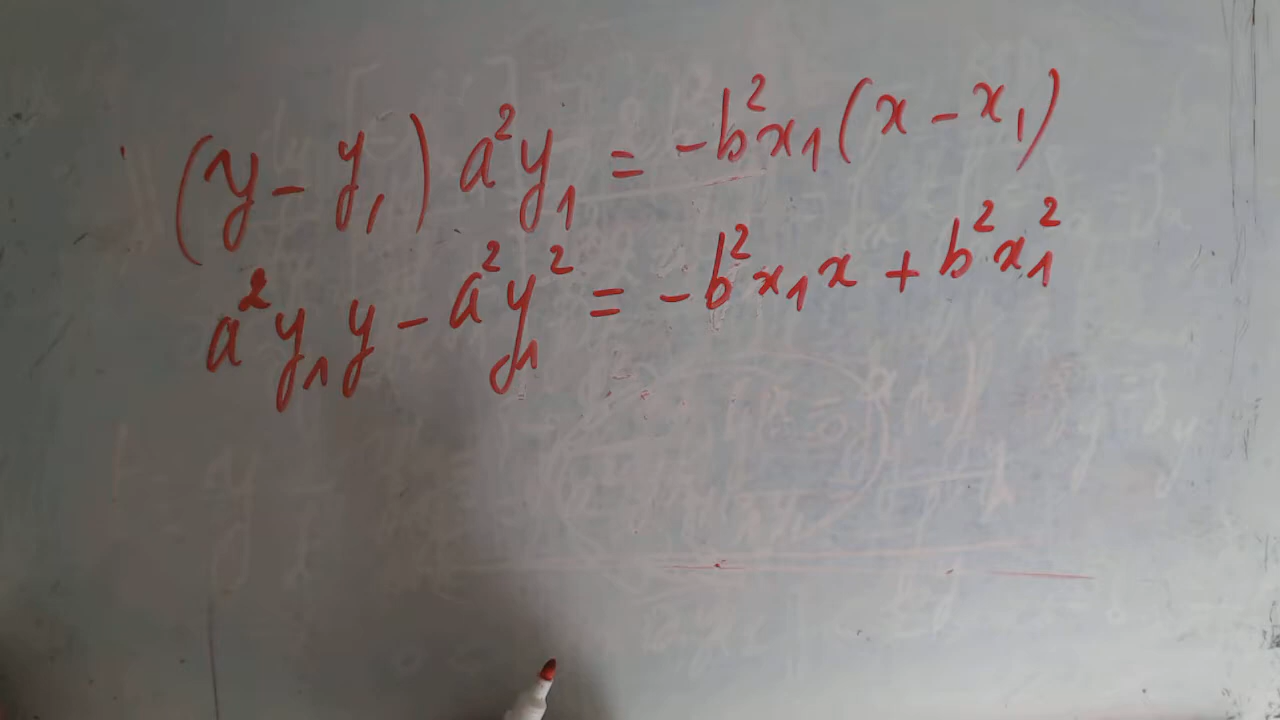 (y - y₁) a²y₁ = -b²x₁(x - x₁)
a²y₁y - a²y₁² = -b²x₁x + b²x₁²